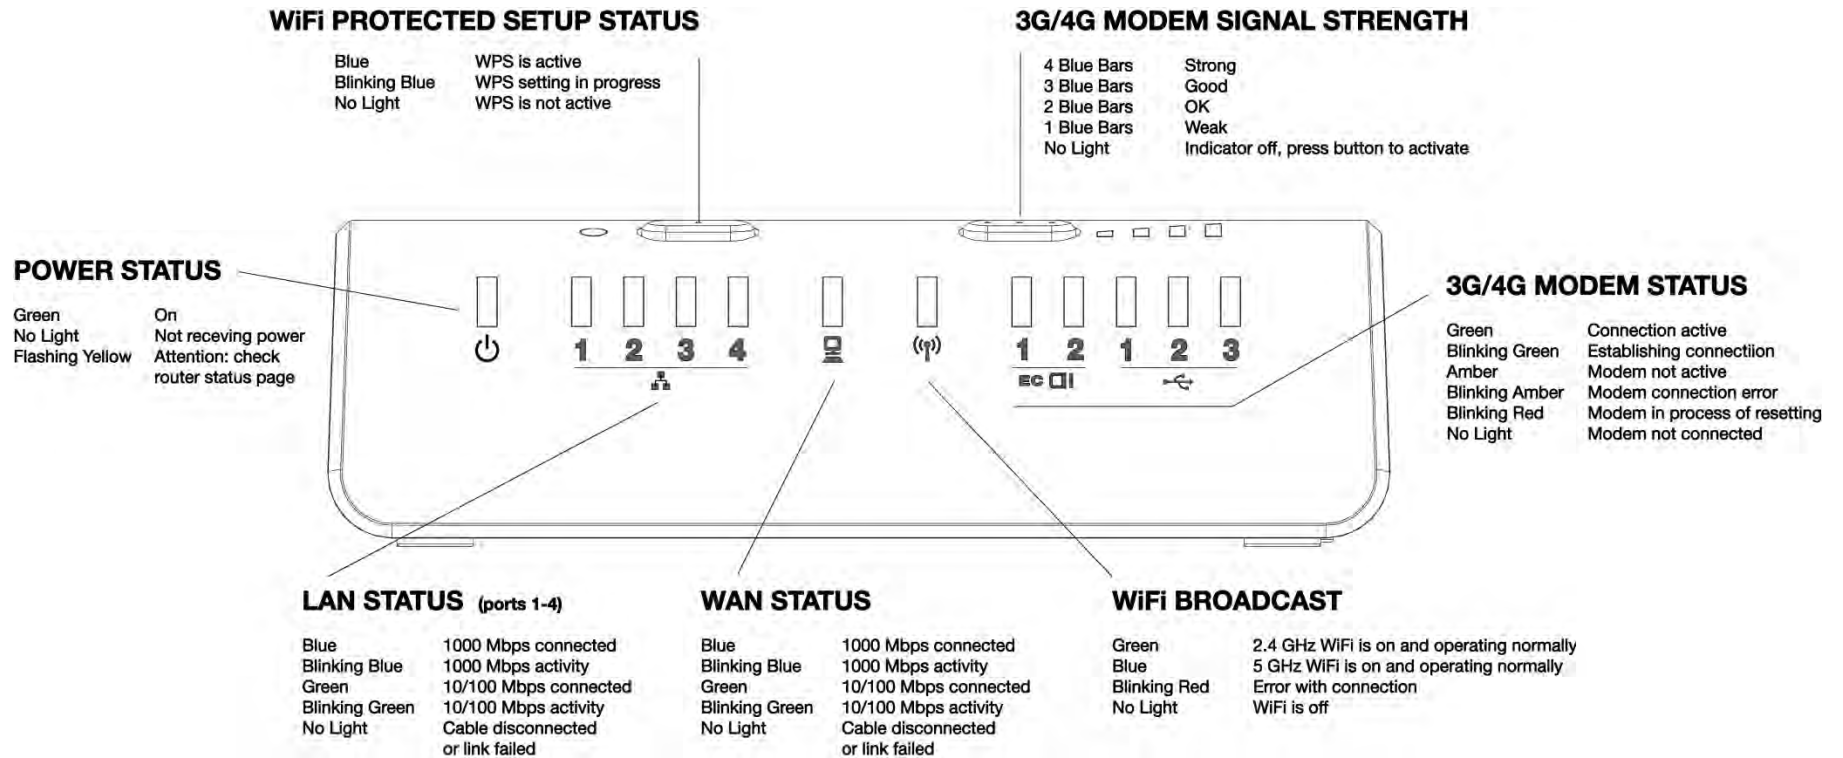 WiFi PROTECTED SETUP STATUS
Blue WPS is active
Blinking Blue WPS setting in progress
No Light WPS is not active
3G/4G MODEM SIGNAL STRENGTH
4 Blue Bars Strong
3 Blue Bars Good
2 Blue Bars OK
1 Blue Bars Weak
No Light Indicator off, press button to activate
POWER STATUS
Green On
No Light Not receving power
Flashing Yellow Attention: check
router status page
1 2 3 4 1 2 1 2 3
EC
3G/4G MODEM STATUS
Green Connection active
Blinking Green Establishing connectiion
Amber Modem not active
Blinking Amber Modem connection error
Blinking Red Modem in process of resetting
No Light Modem not connected
LAN STATUS (ports 1-4)
Blue 1000 Mbps connected
Blinking Blue 1000 Mbps activity
Green 10/100 Mbps connected
Blinking Green 10/100 Mbps activity
No Light Cable disconnected
or link failed
WAN STATUS
Blue 1000 Mbps connected
Blinking Blue 1000 Mbps activity
Green 10/100 Mbps connected
Blinking Green 10/100 Mbps activity
No Light Cable disconnected
or link failed
WiFi BROADCAST
Green 2.4 GHz WiFi is on and operating normally
Blue 5 GHz WiFi is on and operating normally
Blinking Red Error with connection
No Light WiFi is off